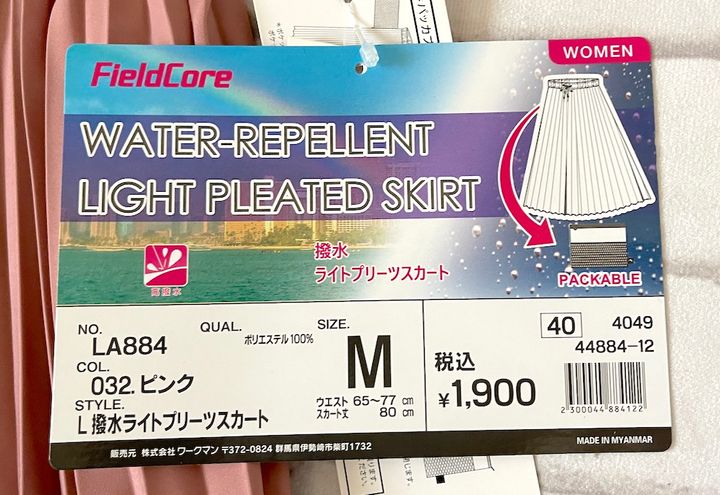 FieldCore
WOMEN
WATER-REPELLENT
LIGHT PLEATED SKIRT
撥水
ライトプリーツスカート
高撥水
PACKABLE
NO.
LA884
QUAL.
ポリエステル100%
SIZE.
M
COL.
032.ピンク
ウエスト 65~77 cm
スカート丈 80 cm
STYLE.
L撥水ライトプリーツスカート
40 4049
44884-12
税込
¥1,900
2300044884122
販売元 株式会社 ワークマン 〒372-0824 群馬県伊勢崎市柴町1732
MADE IN MYANMAR